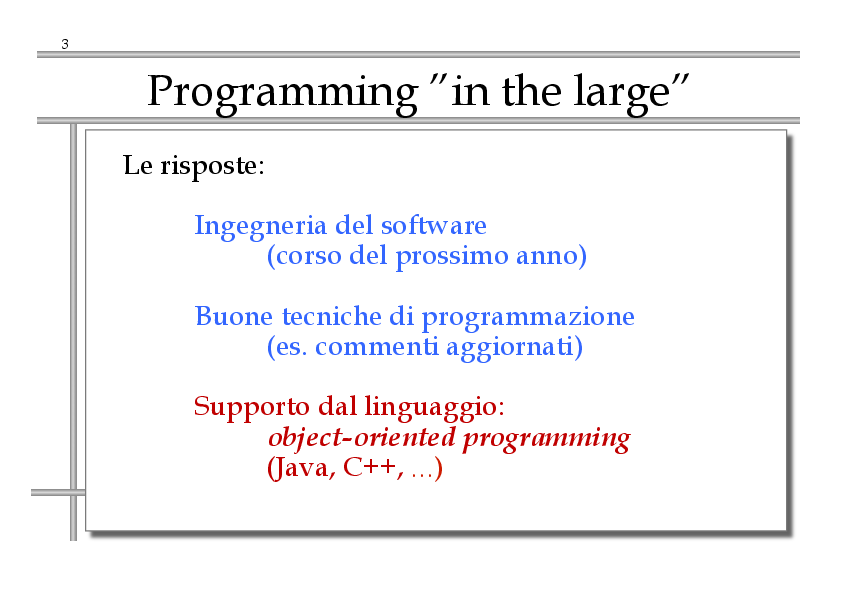 3
Programming ”in the large”
Le risposte:
Ingegneria del software
(corso del prossimo anno)
Buone tecniche di programmazione
(es. commenti aggiornati)
Supporto dal linguaggio:
object-oriented programming
(Java, C++, ...)